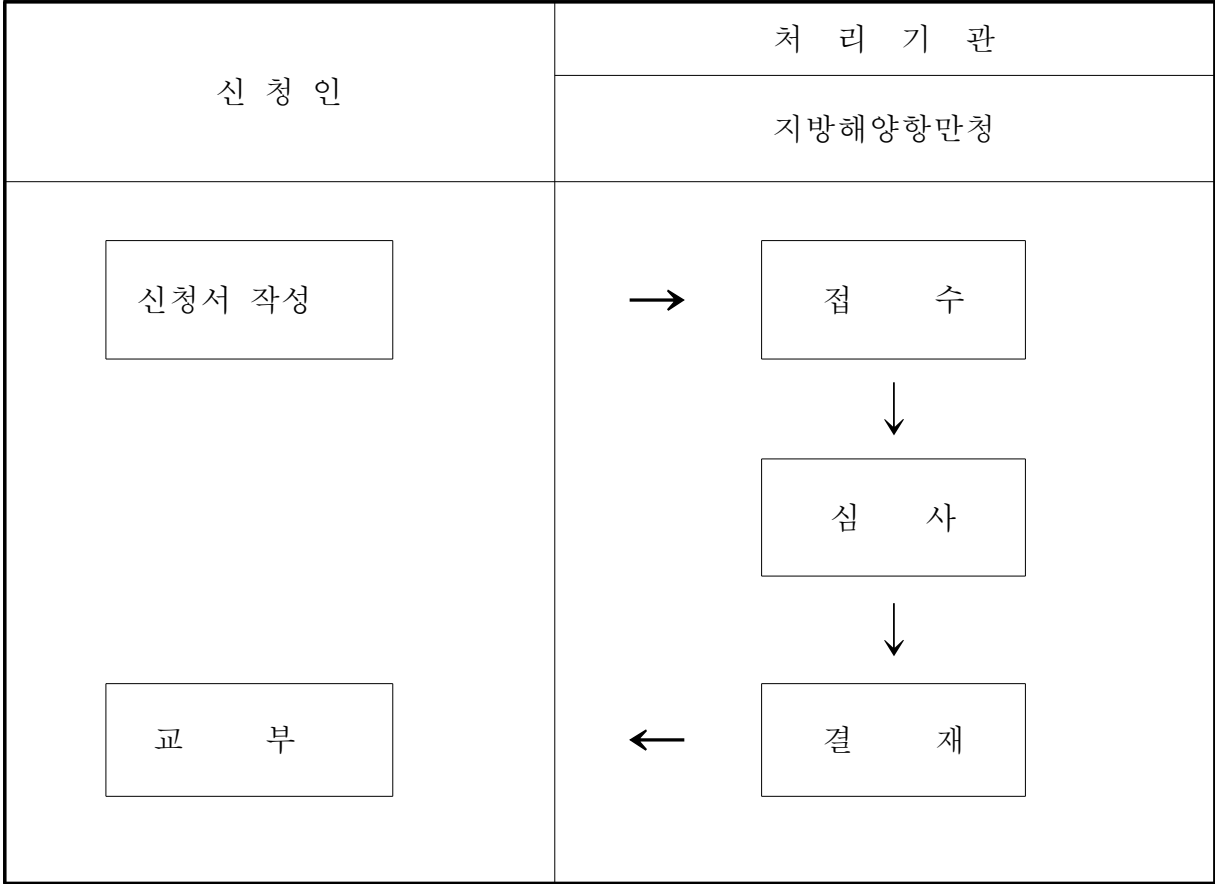 처 리 기 관
신 청 인
지방해양항만청
신청서 작성
→
접 수
↓
심 사
↓
교 부
←
결 재